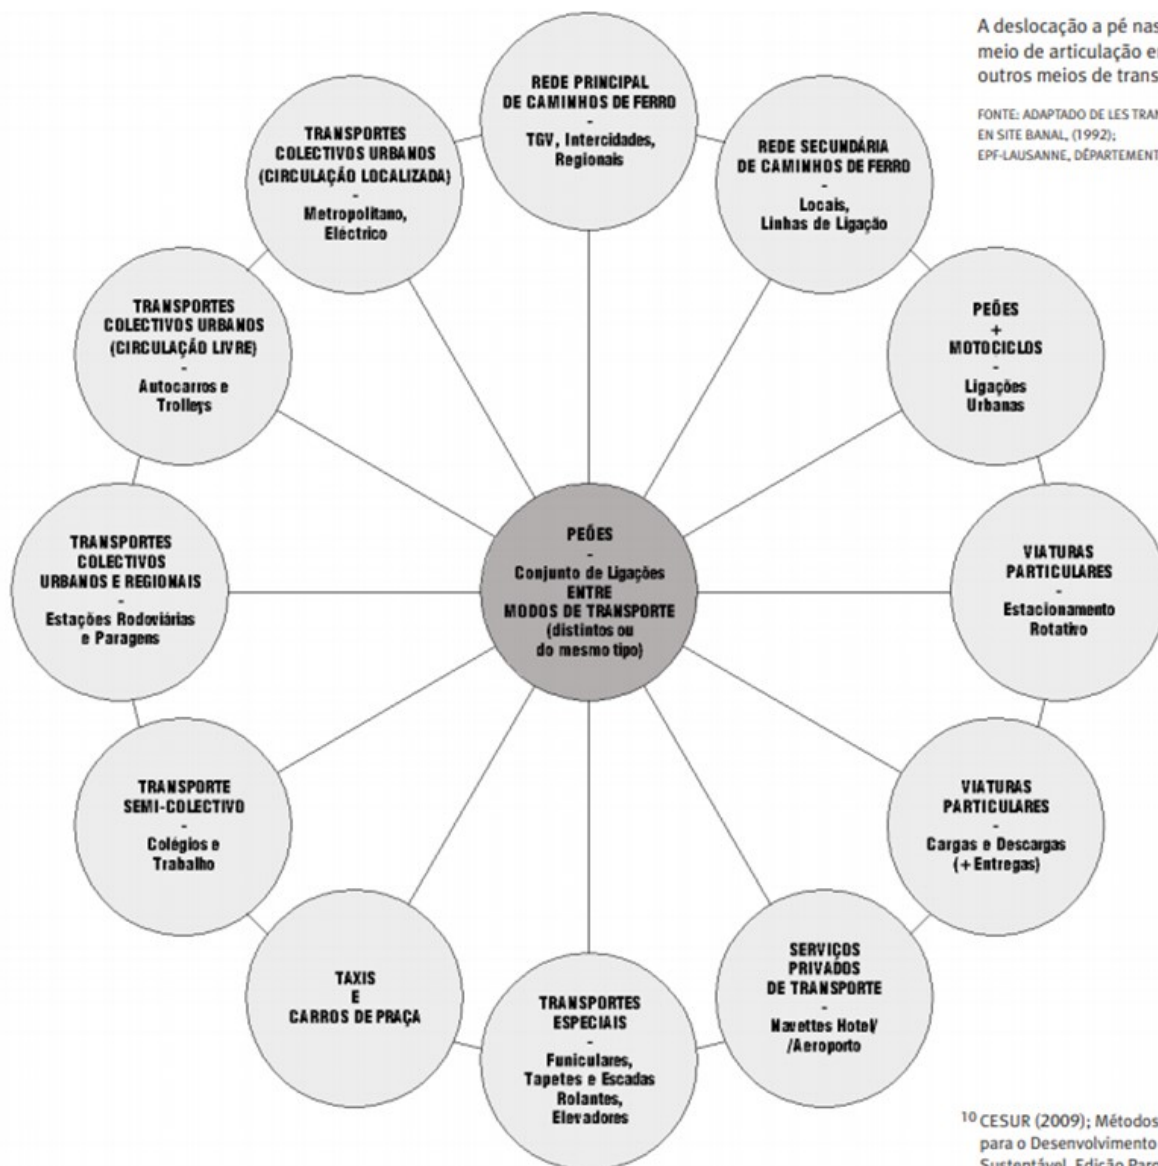 A deslocação a pé nas
meio de articulação
outros meios de
FONTE: ADAPTADO DE LES
EN SITE BANAL, (1992);
EPF-LAUSANNE,
REDE PRINCIPAL
DE CAMINHOS DE FERRO
-
TGV, Intercidades,
Regionais
REDE SECUNDÁRIA
DE CAMINHOS DE FERRO
-
Locais,
Linhas de Ligação
PEÕES
+
MOTOCICLOS
-
Ligações
Urbanas
VIATURAS
PARTICULARES
-
Estacionamento
Rotativo
VIATURAS
PARTICULARES
-
Cargas e Descargas
(+ Entregas)
SERVIÇOS
PRIVADOS
DE TRANSPORTE
-
Navettes Hotel/
/Aeroporto
TRANSPORTES
ESPECIAIS
-
Funiculares,
Tapetes e Escadas
Rolantes,
Elevadores
TAXIS
E
CARROS DE PRAÇA
TRANSPORTE
SEMI-COLECTIVO
-
Colégios e
Trabalho
TRANSPORTES
COLECTIVOS
URBANOS E REGIONAIS
-
Estações Rodoviárias
e Paragens
TRANSPORTES
COLECTIVOS URBANOS
(CIRCULAÇÃO LIVRE)
-
Autocarros e
Trolleys
TRANSPORTES
COLECTIVOS URBANOS
(CIRCULAÇÃO LOCALIZADA)
-
Metropolitano,
Eléctrico
PEÕES
-
Conjunto de Ligações
ENTRE
MODOS DE TRANSPORTE
(distintos ou
do mesmo tipo)
10 CESUR (2009); Métodos
para o Desenvolvimento
Sustentável, Edição